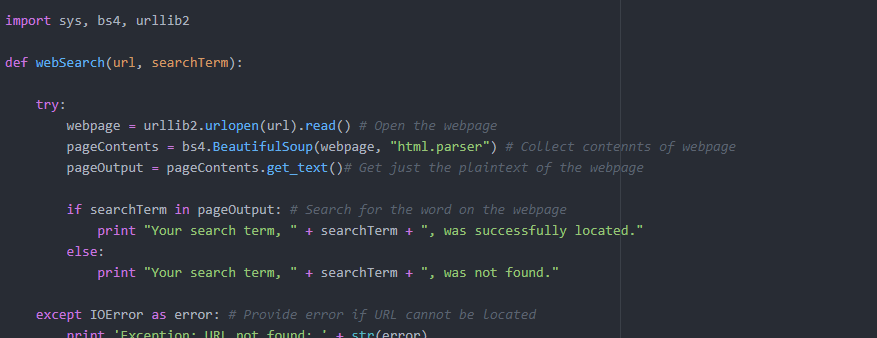 import sys, bs4, urllib2
def webSearch(url, searchTerm):
try:
webpage = urllib2.urlopen(url).read() # Open the webpage
pageContents = bs4.BeautifulSoup(webpage, "html.parser") # Collect contennts of webpage
pageOutput = pageContents.get_text()# Get just the plaintext of the webpage
if searchTerm in pageOutput: # Search for the word on the webpage
print "Your search term, " + searchTerm + ", was successfully located."
else:
print "Your search term, " + searchTerm + ", was not found."
except IOError as error: # Provide error if URL cannot be located
print 'Exception: URL not found: ' + str(error)